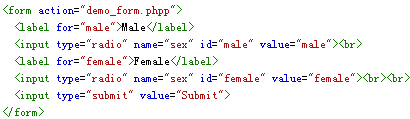 <form action="demo_form.phpp">
<label for="male">Male</label>
<input type="radio" name="sex" id="male" value="male"><br>
<label for="female">Female</label>
<input type="radio" name="sex" id="female" value="female"><br><br>
<input type="submit" value="Submit">
</form>